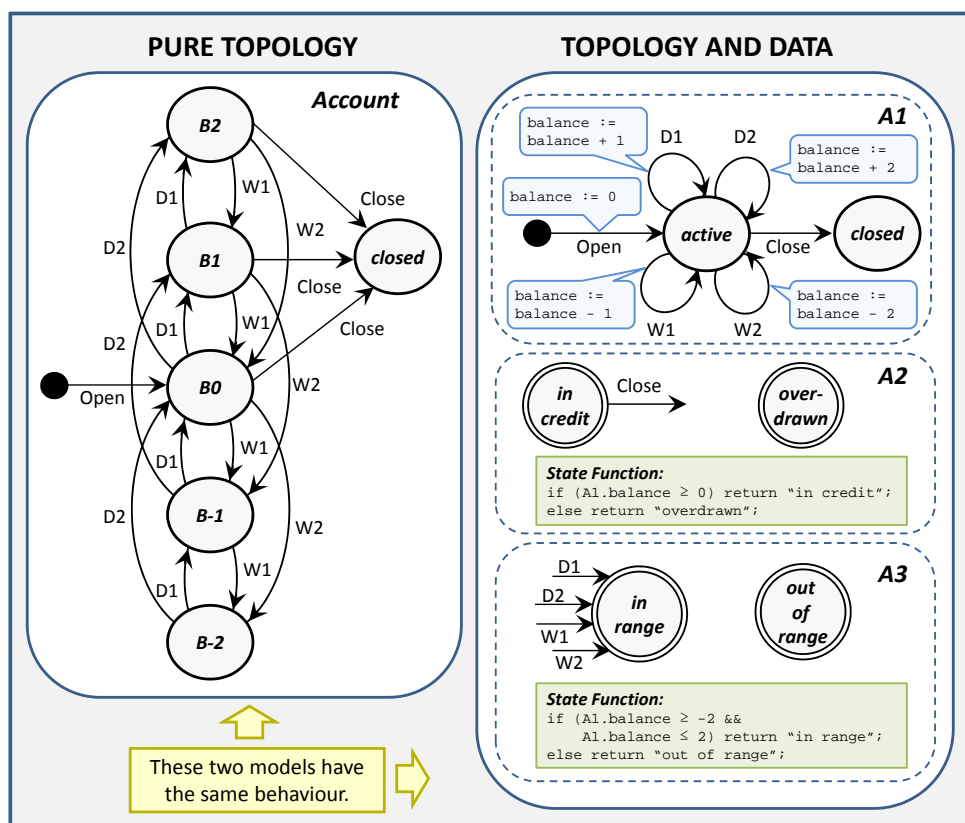 PURE TOPOLOGY
Account
B2
D1
W1
Close
W2
D2
B1
closed
Close
D1
W1
Close
D2
B0
Open
W2
D1
W1
B-1
D2
W2
D1
W1
B-2
These two models have
the same behaviour.
TOPOLOGY AND DATA
A1
balance :=
balance + 1
D1
D2
balance :=
balance + 2
balance := 0
Open
active
Close
closed
balance :=
balance - 1
W1
W2
balance :=
balance - 2
A2
in
credit
Close
over-
drawn
State Function:
if (A1.balance ≥ 0) return “in credit”;
else return “overdrawn”;
A3
D1
D2
W1
W2
in
range
out
of
range
State Function:
if (A1.balance ≥ -2 &&
A1.balance ≤ 2) return “in range”;
else return “out of range”;